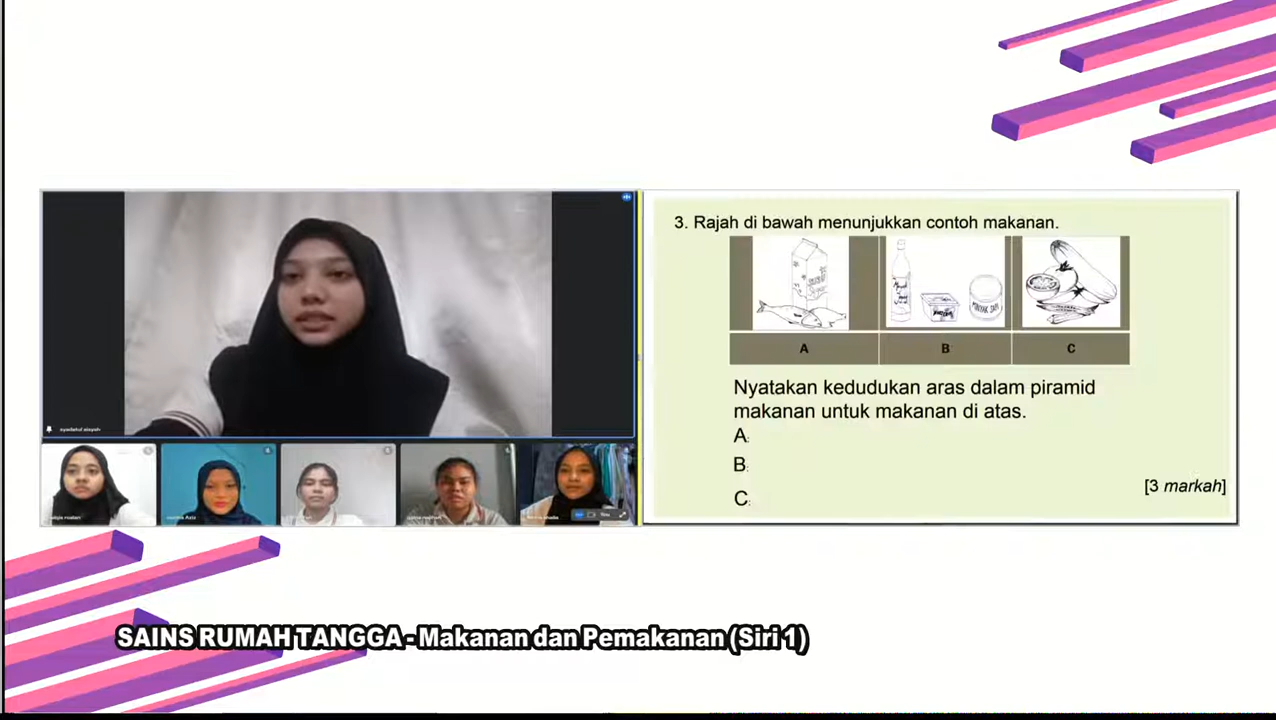 3. Rajah di bawah menunjukkan contoh makanan.
A B C
Nyatakan kedudukan aras dalam piramid
makanan untuk makanan di atas.
A:
B:
C:
[3 markah]
SAINS RUMAH TANGGA - Makanan dan Pemakanan (Siri 1)